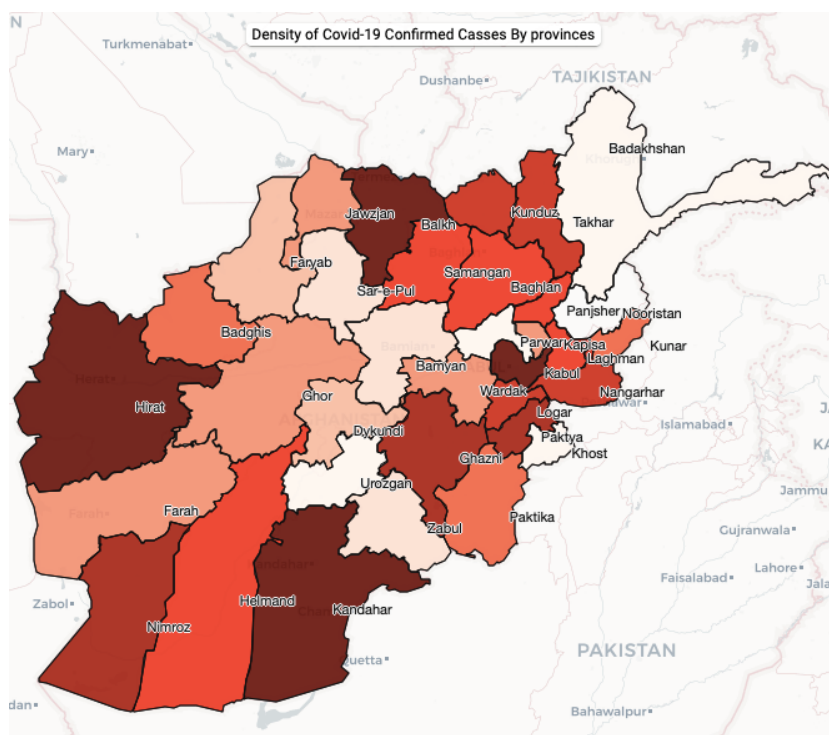 Density of Covid-19 Confirmed Casses By provinces
Turkmenabat
Dushanbe
TAJIKISTAN
Mary
Badakhshan
Jawzjan
Balkh
Kunduz
Takhar
Faryab
Samangan
Sar-e-Pul
Baghlan
Panjsher
Nooristan
Badghis
Parwar
Kapisa
Kunar
Laghman
Bamyan
Kabul
Wardak
Nangarhar
Hirat
Ghor
Logar
Islamabad
Dykundi
Paktya
Khost
Ghazni
Urozgan
Jammu
Farah
Paktika
Zabul
Gujranwala
Lahore
Faisalabad
Zabol
Helmand
Kandahar
Nimroz
PAKISTAN
Quetta
Bahawalpur